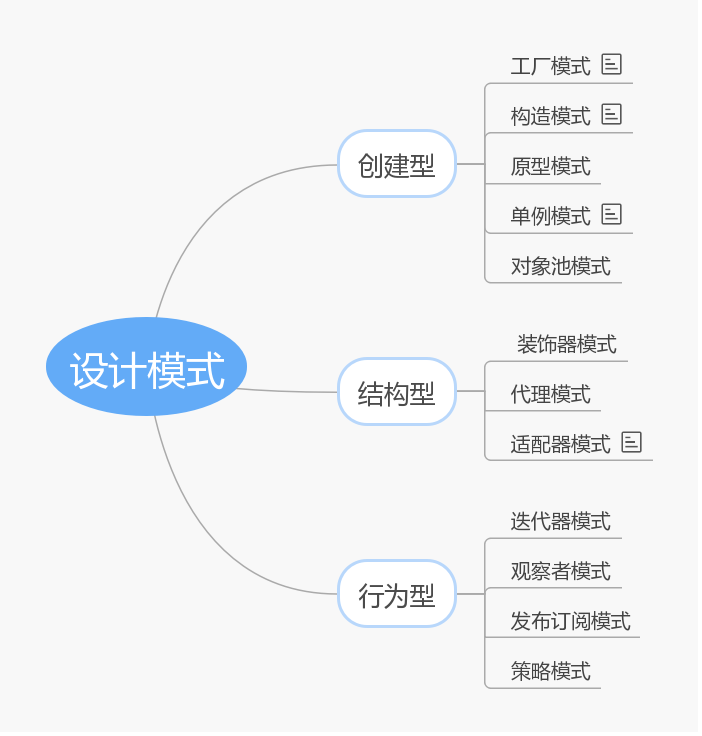 设计模式
创建型
工厂模式
构造模式
原型模式
单例模式
对象池模式
结构型
装饰器模式
代理模式
适配器模式
行为型
迭代器模式
观察者模式
发布订阅模式
策略模式